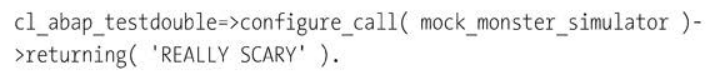 cl_abap_testdouble=>configure_call( mock_monster_simulator )-
>returning( 'REALLY SCARY' ).